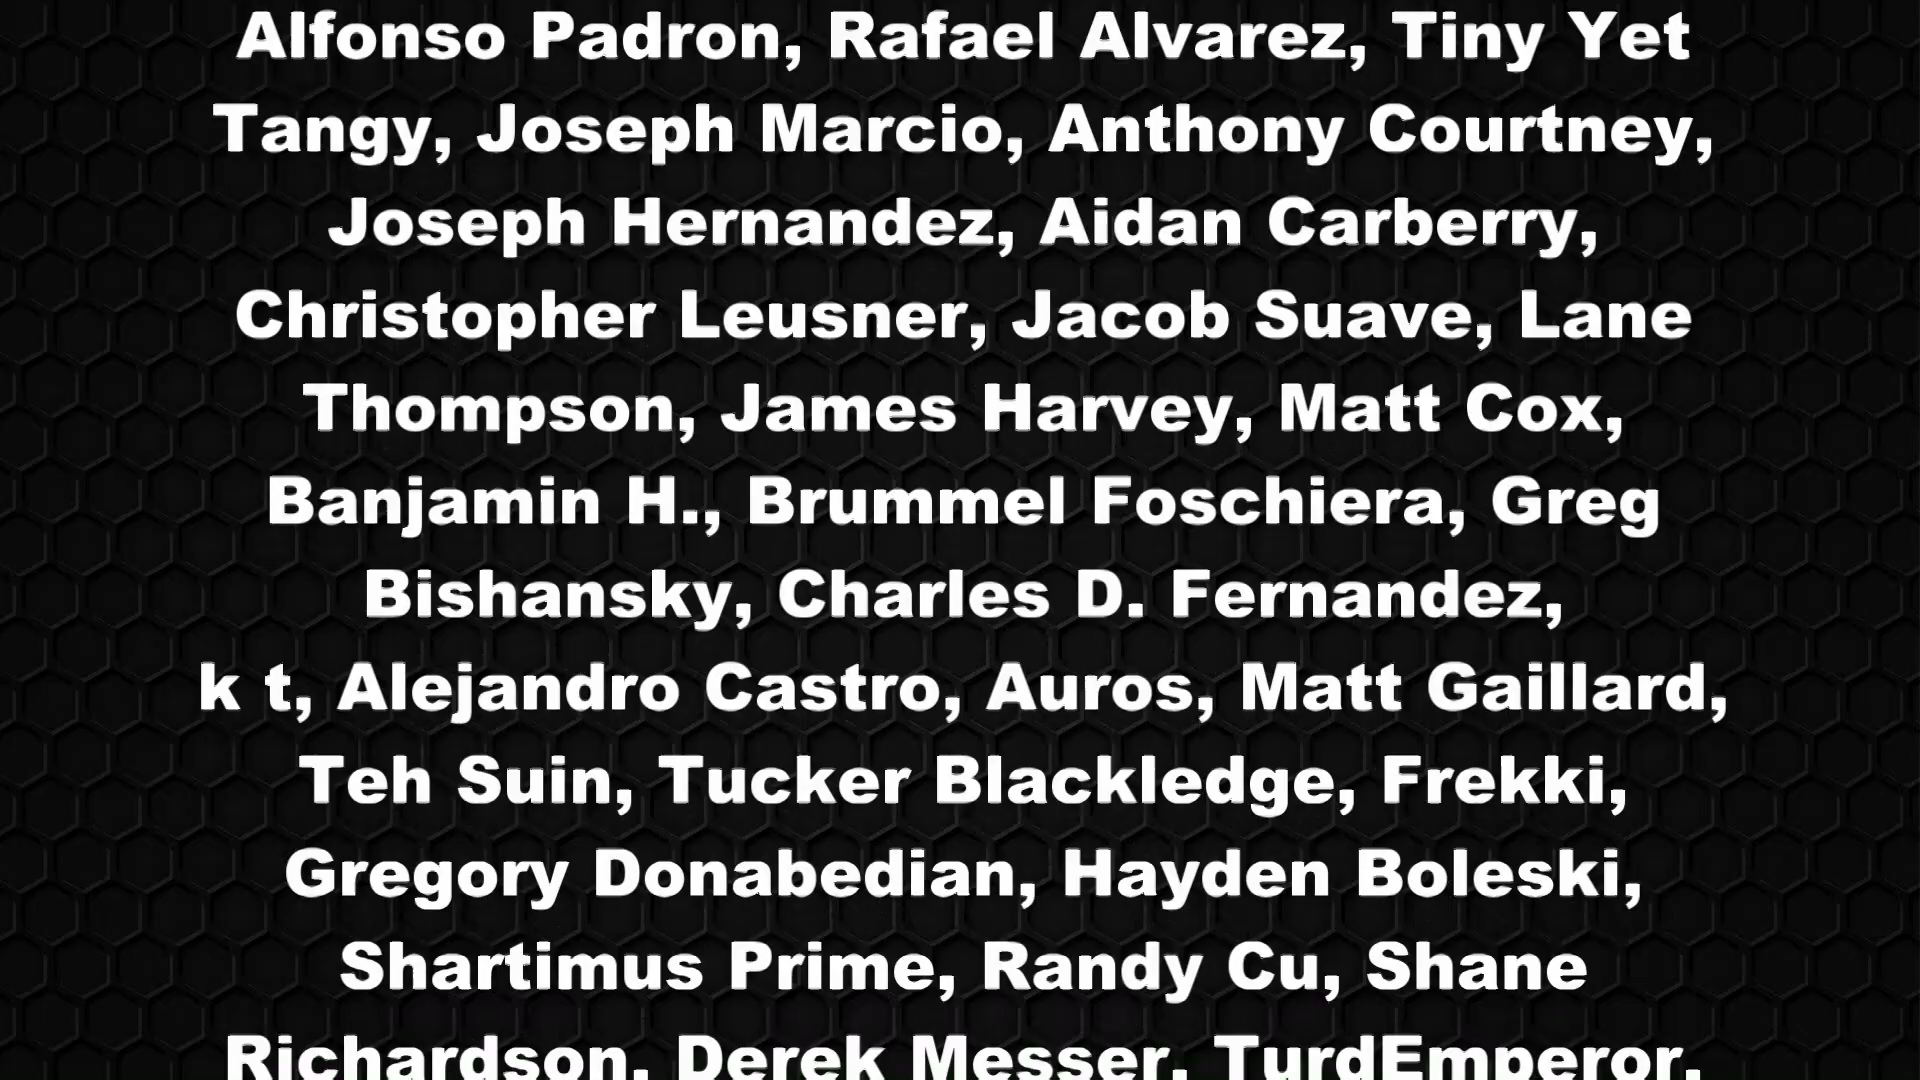 Alfonso Padron, Rafael Alvarez, Tiny Yet
Tangy, Joseph Marcio, Anthony Courtney,
Joseph Hernandez, Aidan Carberry,
Christopher Leusner, Jacob Suave, Lane
Thompson, James Harvey, Matt Cox,
Banjamin H., Brummel Foschiera, Greg
Bishansky, Charles D. Fernandez,
k t, Alejandro Castro, Auros, Matt Gaillard,
Teh Suin, Tucker Blackledge, Frekki,
Gregory Donabedian, Hayden Boleski,
Shartimus Prime, Randy Cu, Shane
Richardson, Derek Messer, TurdEmperor,